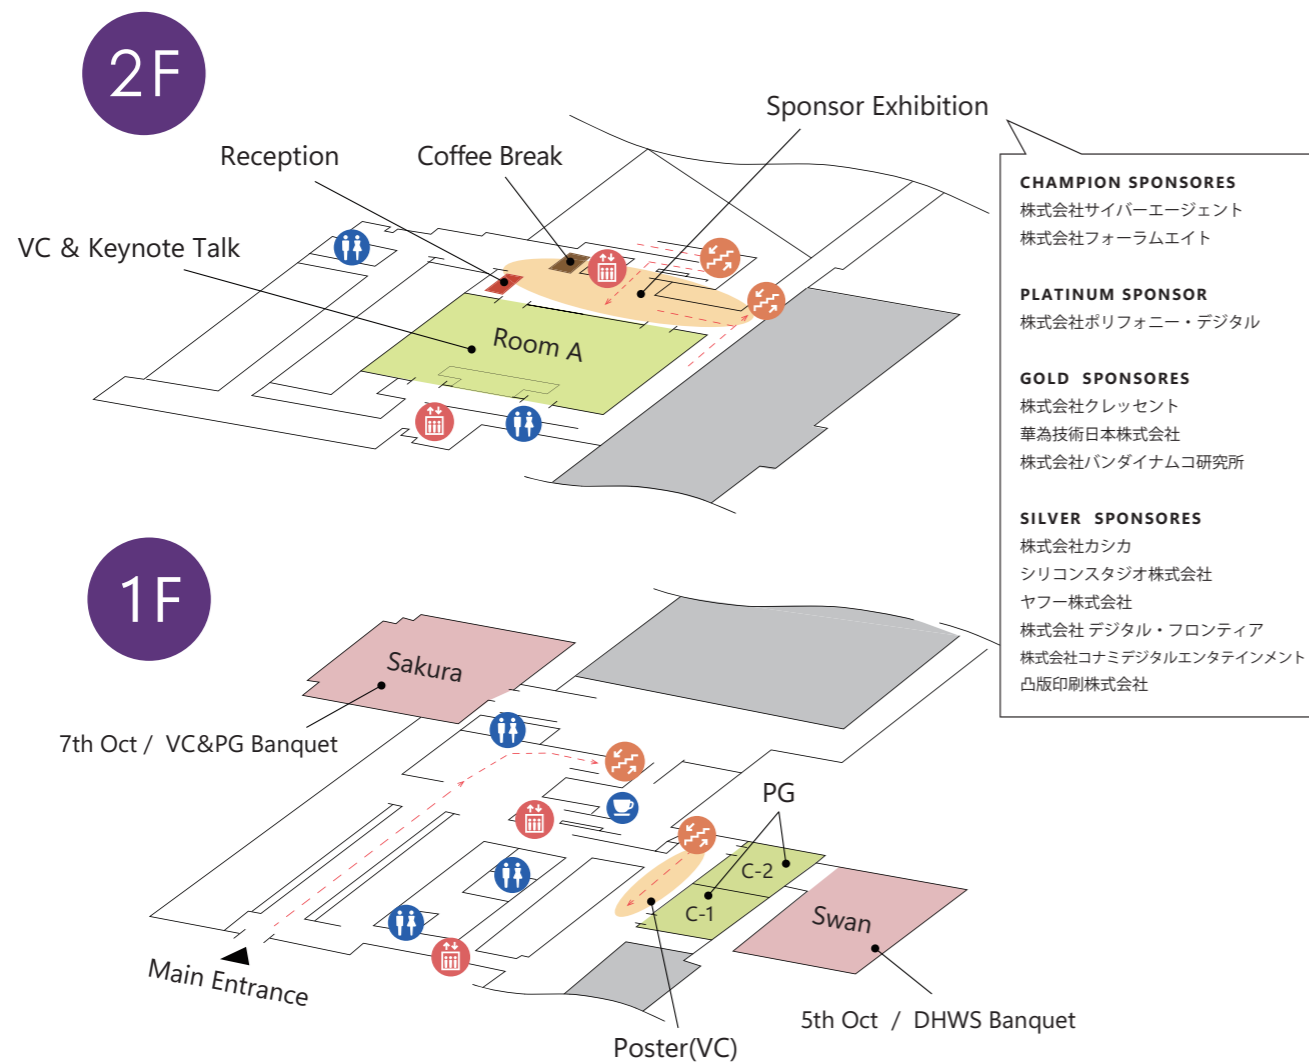 2F
Sponsor Exhibition
Reception
Coffee Break
VC & Keynote Talk
Room A
CHAMPION SPONSORES
株式会社サイバーエージェント
株式会社フォーラムエイト
PLATINUM SPONSOR
株式会社ポリフォニー・デジタル
GOLD SPONSORES
株式会社クレッセント
華為技術日本株式会社
株式会社バンダイナムコ研究所
SILVER SPONSORES
株式会社カシカ
シリコンスタジオ株式会社
ヤフー株式会社
株式会社 デジタル・フロンティア
株式会社コナミデジタルエンタテインメント
凸版印刷株式会社
1F
Sakura
7th Oct / VC&PG Banquet
PG
C-2
C-1
Swan
Main Entrance
5th Oct / DHWS Banquet
Poster(VC)